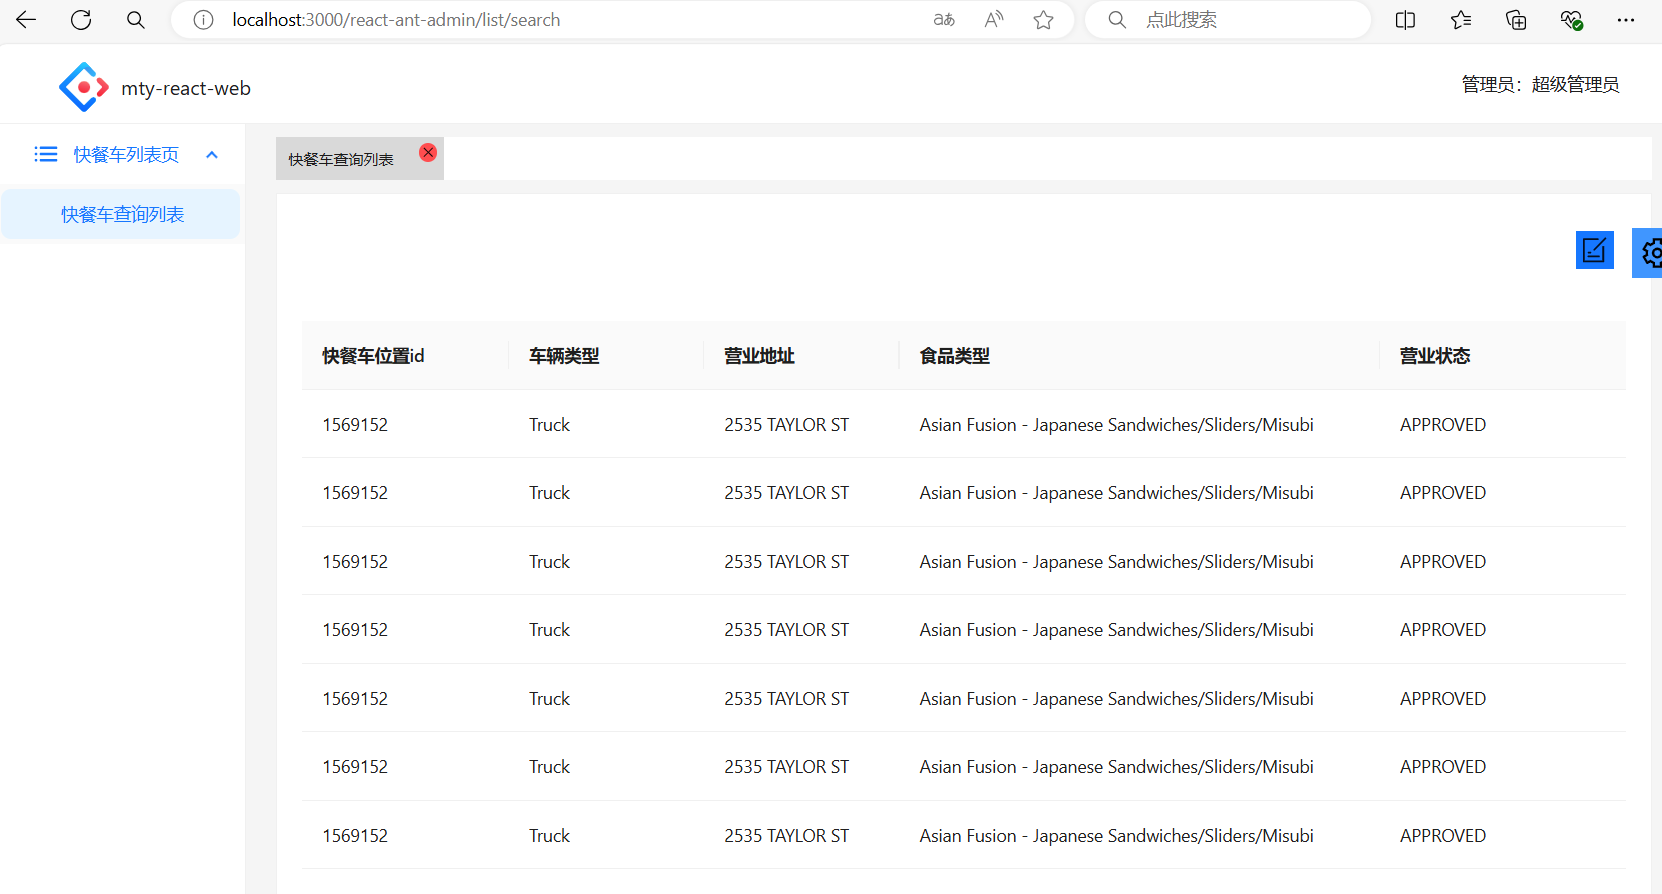 localhost:3000/react-ant-admin/list/search
aあ
A
点此搜索
mty-react-web
管理员：超级管理员
快餐车列表页
快餐车查询列表
快餐车查询列表
快餐车位置id 车辆类型 营业地址 食品类型 营业状态
1569152 Truck 2535 TAYLOR ST Asian Fusion - Japanese Sandwiches/Sliders/Misubi APPROVED
1569152 Truck 2535 TAYLOR ST Asian Fusion - Japanese Sandwiches/Sliders/Misubi APPROVED
1569152 Truck 2535 TAYLOR ST Asian Fusion - Japanese Sandwiches/Sliders/Misubi APPROVED
1569152 Truck 2535 TAYLOR ST Asian Fusion - Japanese Sandwiches/Sliders/Misubi APPROVED
1569152 Truck 2535 TAYLOR ST Asian Fusion - Japanese Sandwiches/Sliders/Misubi APPROVED
1569152 Truck 2535 TAYLOR ST Asian Fusion - Japanese Sandwiches/Sliders/Misubi APPROVED
1569152 Truck 2535 TAYLOR ST Asian Fusion - Japanese Sandwiches/Sliders/Misubi APPROVED